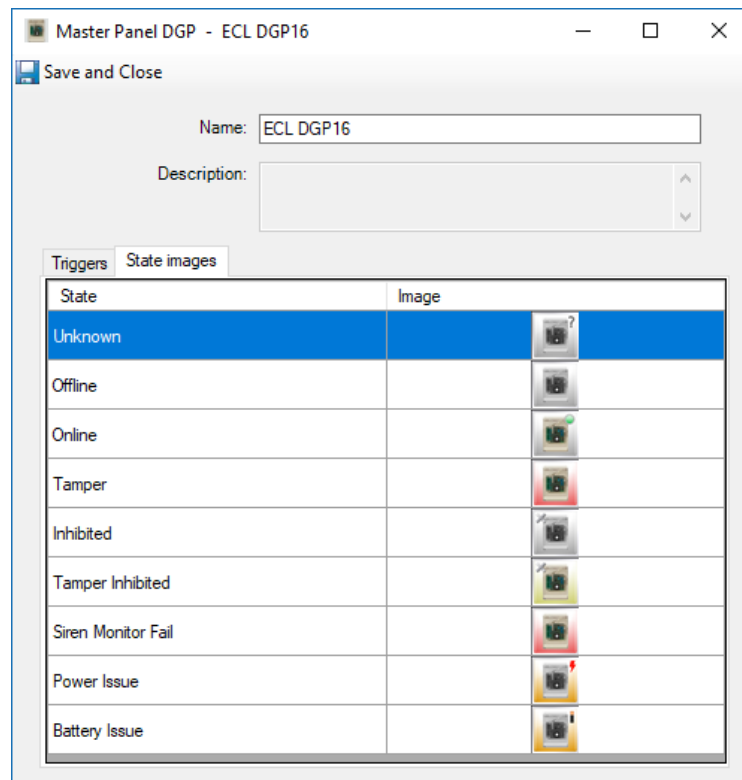 Master Panel DGP - ECL DGP16
Save and Close
Name: ECL DGP16
Description:
Triggers State images
State Image
Unknown ?
Offline
Online
Tamper
Inhibited
Tamper Inhibited
Siren Monitor Fail
Power Issue
Battery Issue